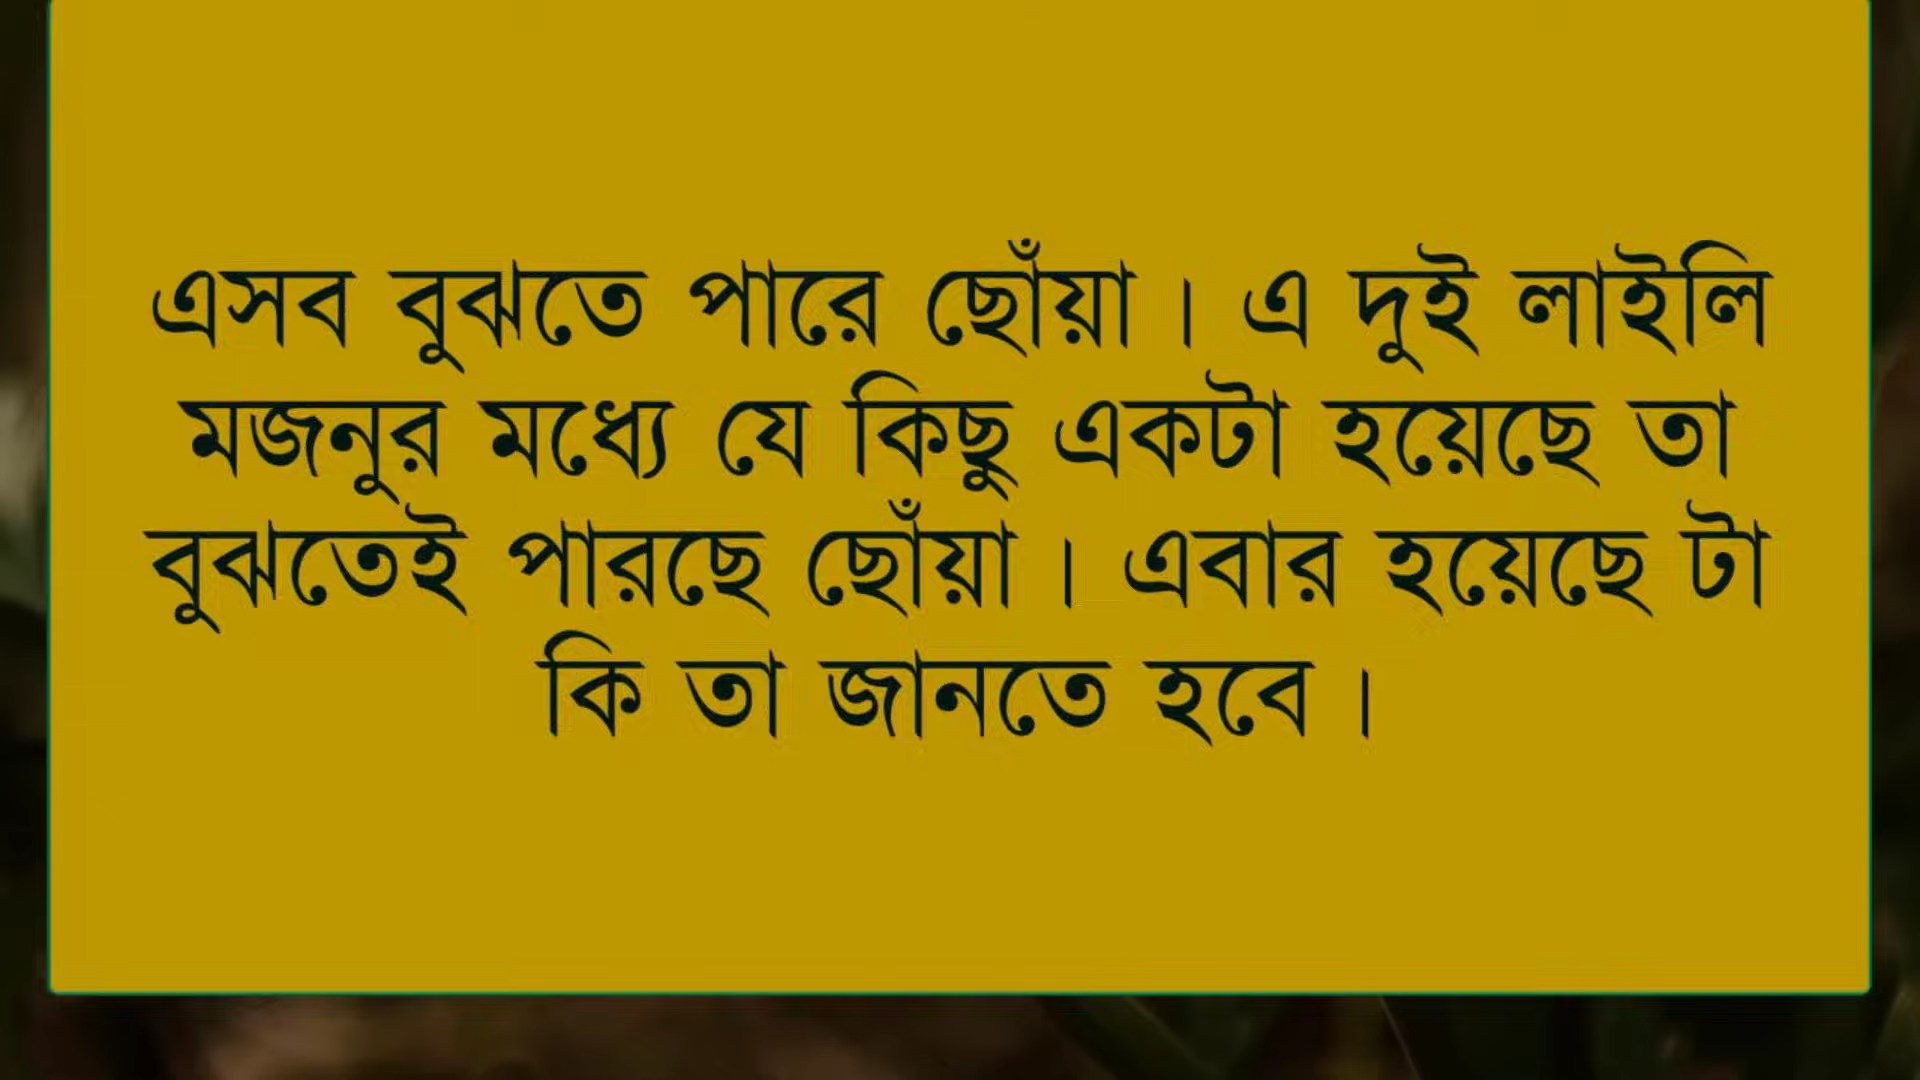 এসব বুঝতে পারে ছোঁয়া । এ দুই লাইলি
মজনুর মধ্যে যে কিছু একটা হয়েছে তা
বুঝতেই পারছে ছোঁয়া । এবার হয়েছে টা
কি তা জানতে হবে ।